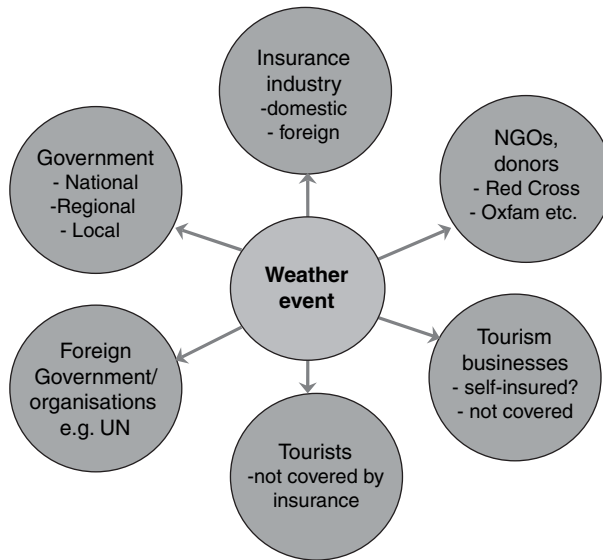 Insurance
industry
-domestic
- foreign
NGOs,
donors
- Red Cross
- Oxfam etc.
Government
- National
-Regional
- Local
Weather
event
Tourism
businesses
- self-insured?
- not covered
Foreign
Government/
organisations
e.g. UN
Tourists
-not covered by
insurance